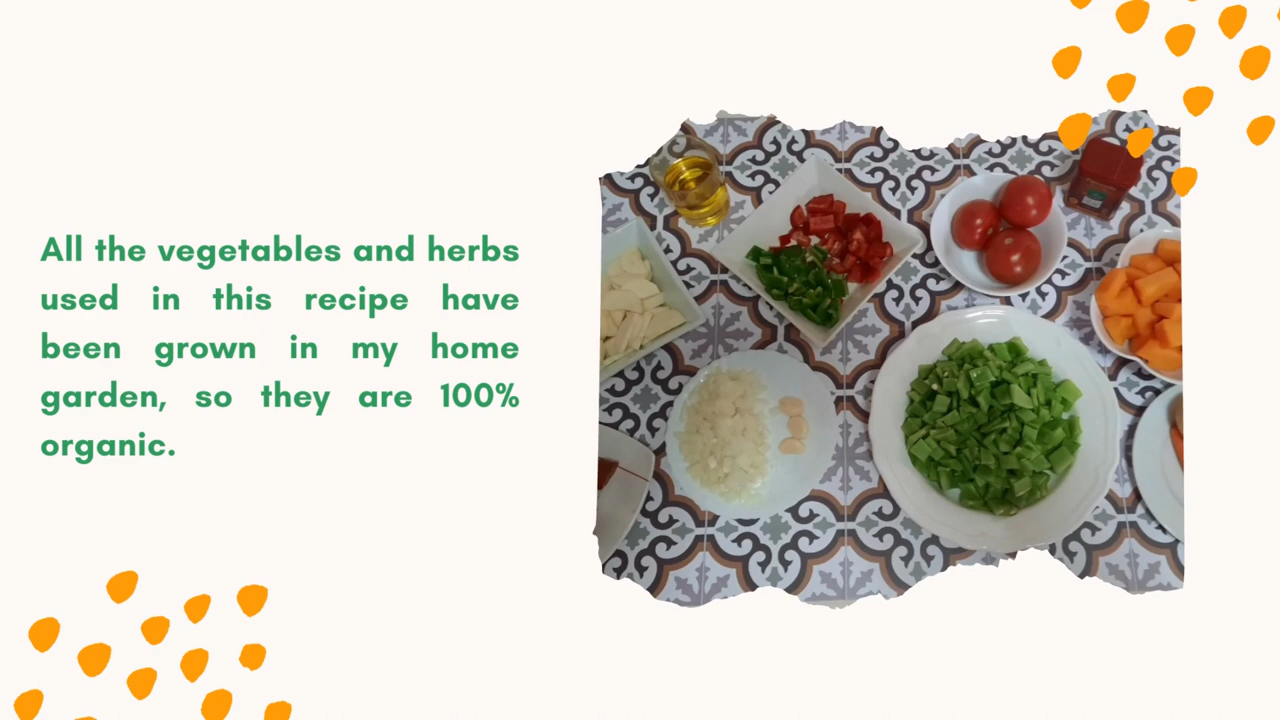 All the vegetables and herbs
used in this recipe have
been grown in my home
garden, so they are 100%
organic.